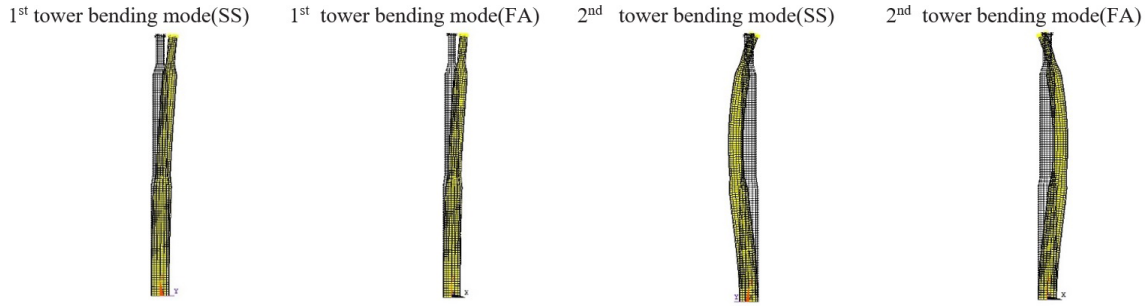 1st tower bending mode(SS) 1st tower bending mode(FA) 2nd tower bending mode(SS) 2nd tower bending mode(FA)
Y X Y X